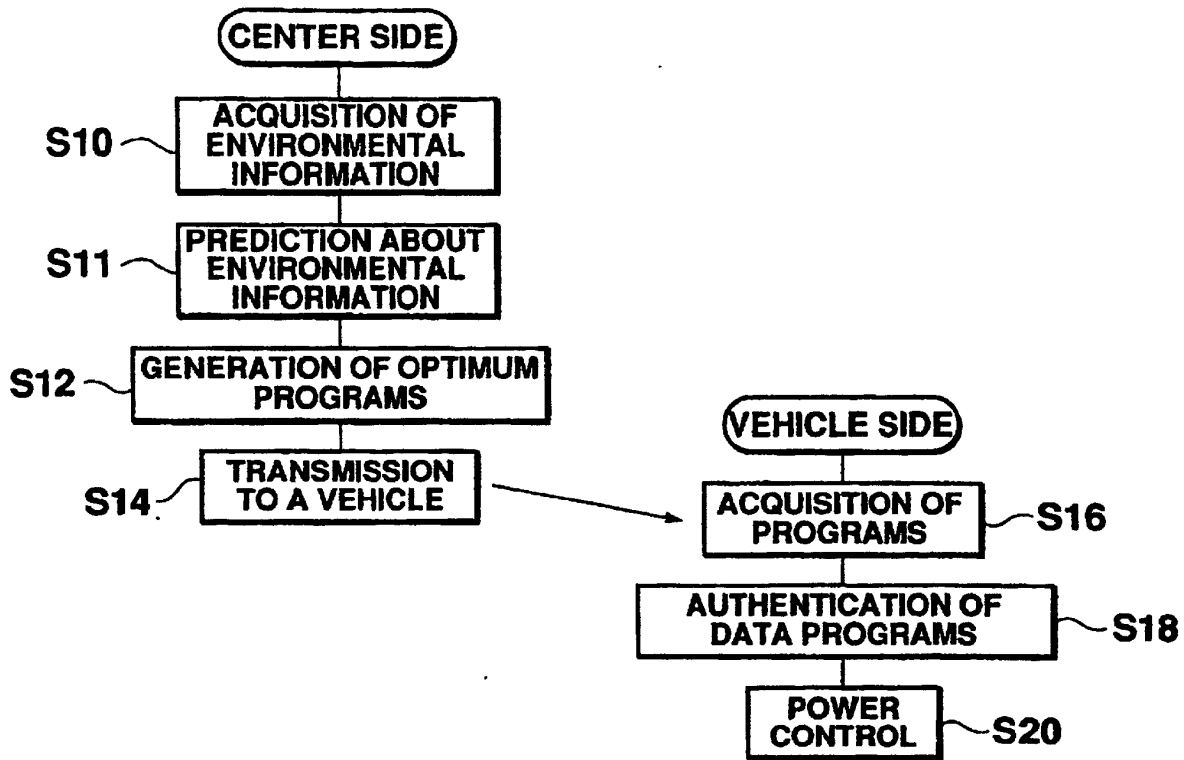 CENTER SIDE
S10
ACQUISITION OF
ENVIRONMENTAL
INFORMATION
S11
PREDICTION ABOUT
ENVIRONMENTAL
INFORMATION
S12
GENERATION OF OPTIMUM
PROGRAMS
S14
TRANSMISSION
TO A VEHICLE
VEHICLE SIDE
ACQUISITION OF
PROGRAMS
S16
AUTHENTICATION OF
DATA PROGRAMS
S18
POWER
CONTROL
S20